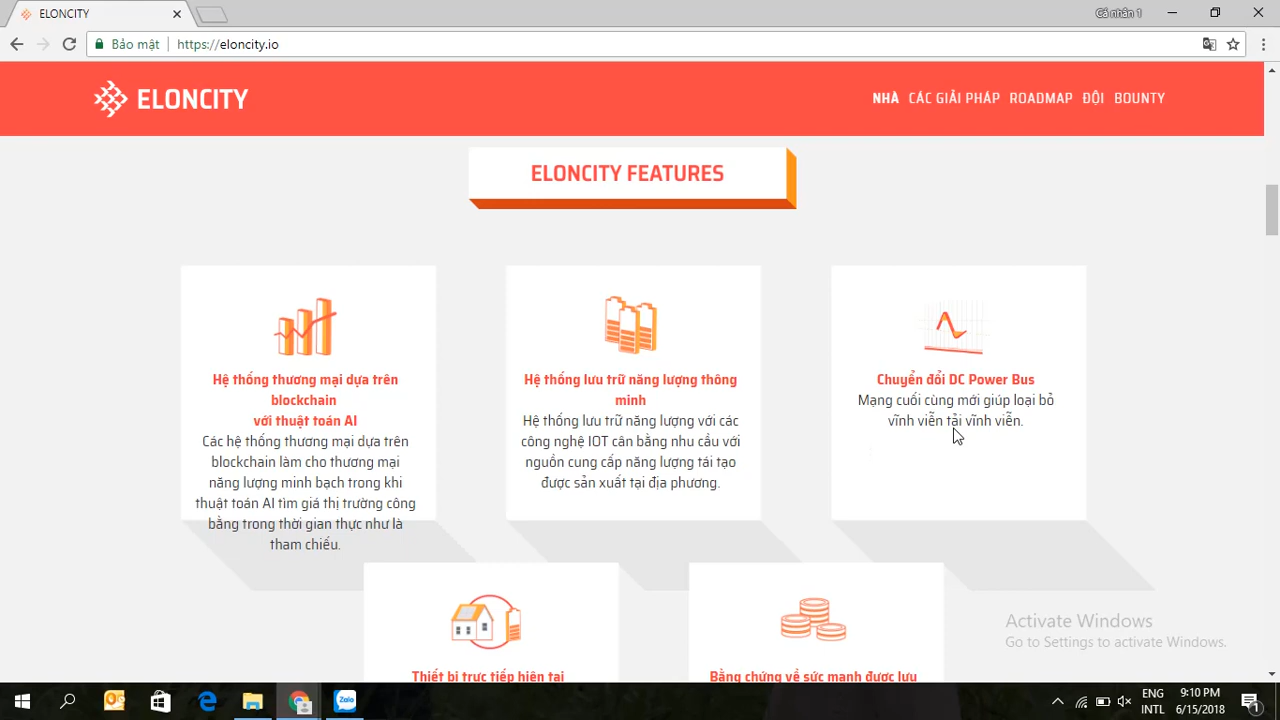 ELONCITY
Cá nhân 1
Bảo mật
https://eloncity.io
ELONCITY
NHÀ CÁC GIẢI PHÁP ROADMAP ĐỘI BOUNTY
ELONCITY FEATURES
Hệ thống thương mại dựa trên
blockchain
với thuật toán AI
Các hệ thống thương mại dựa trên
blockchain làm cho thương mại
năng lượng minh bạch trong khi
thuật toán AI tìm giá thị trường công
bằng trong thời gian thực như là
tham chiếu.
Hệ thống lưu trữ năng lượng thông
minh
Hệ thống lưu trữ năng lượng với các
công nghệ IOT cân bằng nhu cầu với
nguồn cung cấp năng lượng tái tạo
được sản xuất tại địa phương.
Chuyển đổi DC Power Bus
Mạng cuối cùng mới giúp loại bỏ
vĩnh viễn tải vĩnh viễn.
Thiết bị trực tiếp hiện tại
Bằng chứng về sức mạnh được lưu
Activate Windows
Go to Settings to activate Windows.
Zalo
ENG
INTL
9:10 PM
6/15/2018
1